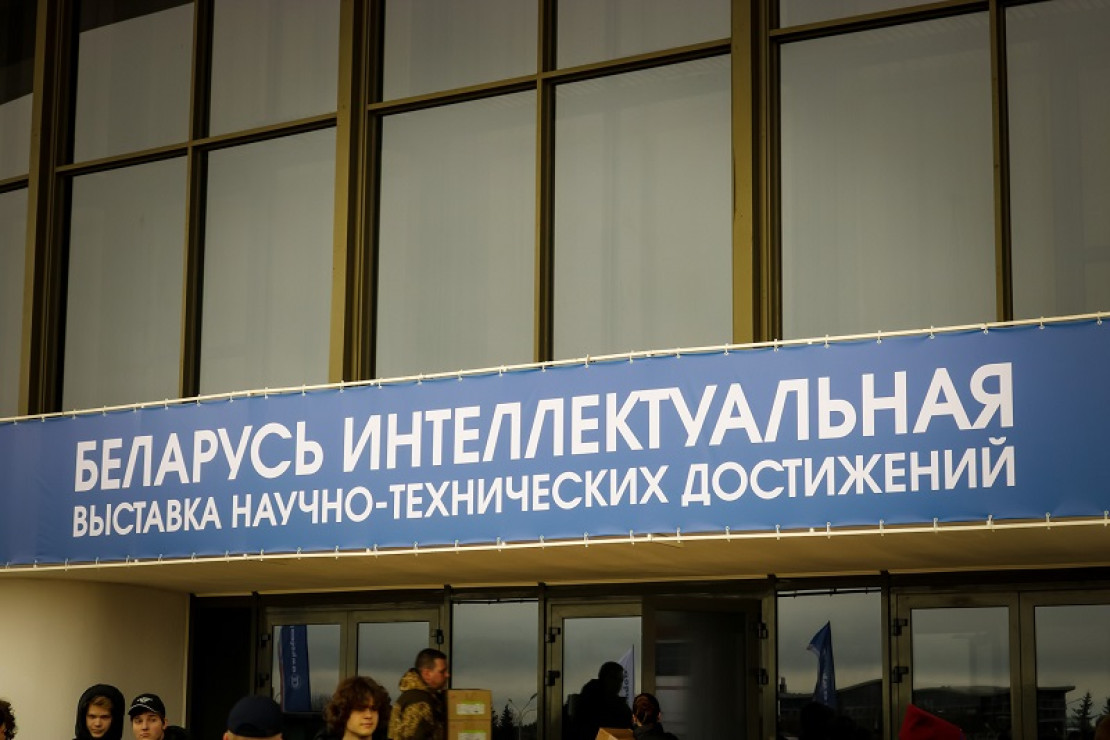 БЕЛАРУСЬ ИНТЕЛЛЕКТУАЛЬНАЯ
ВЫСТАВКА НАУЧНО-ТЕХНИЧЕСКИХ ДОСТИЖЕНИЙ